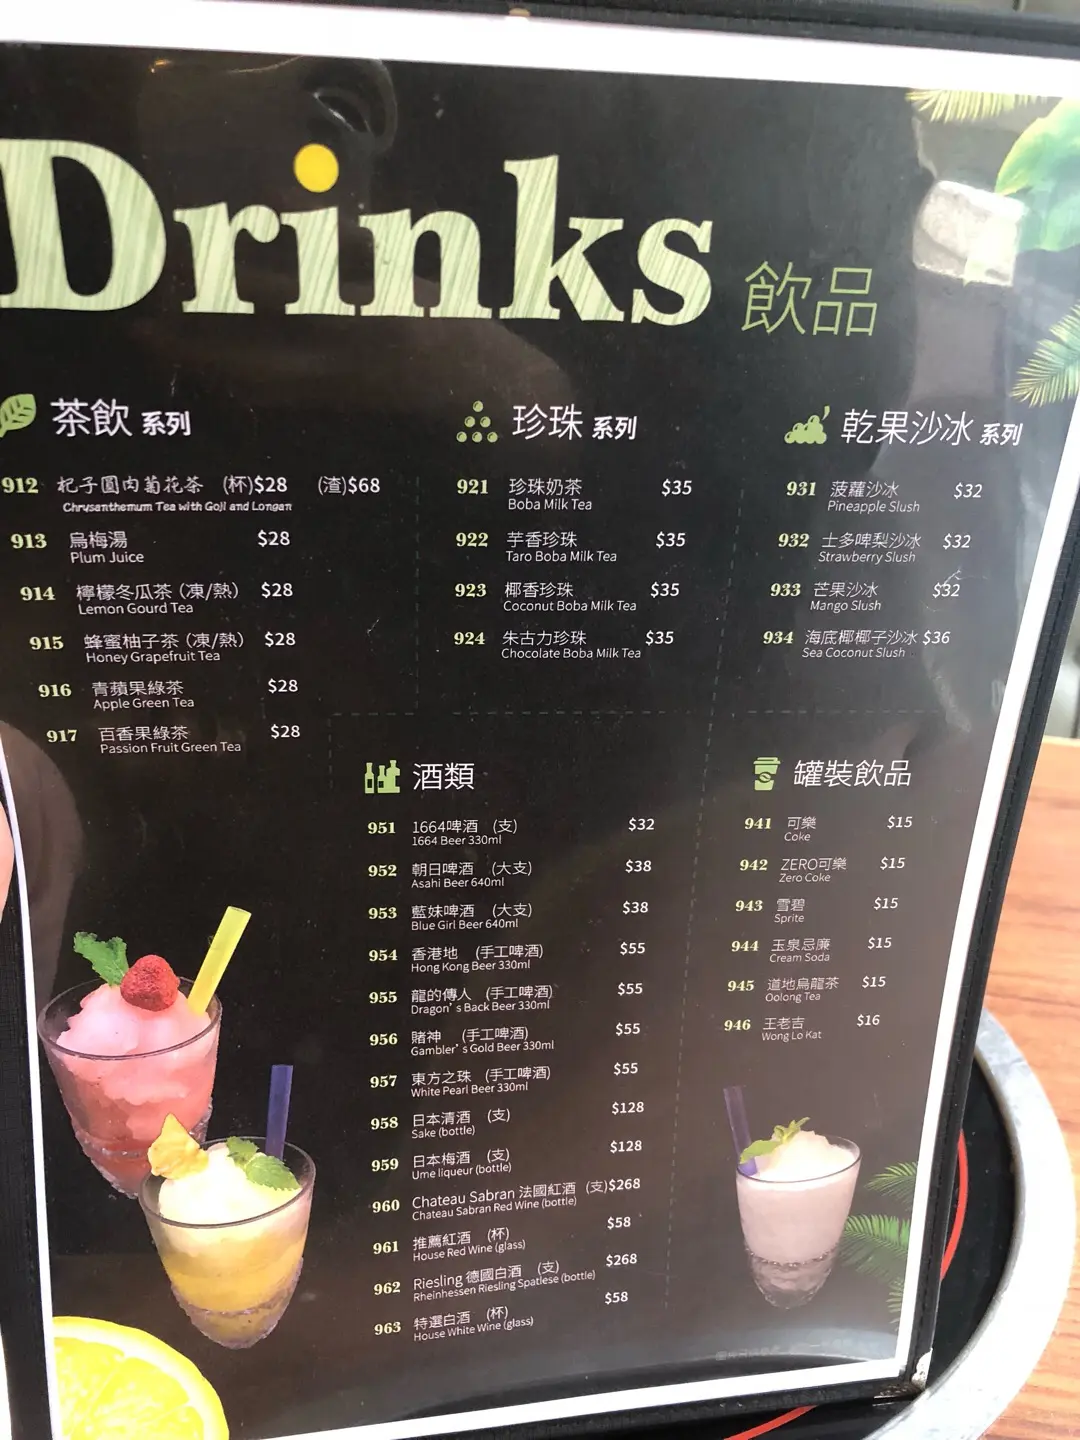 Drinks 飲品
茶飲 系列
912 杞子圓肉菊花茶 (杯)$28 (渣)$68
Chrysanthemum Tea with Goji and Longan
913 烏梅湯 $28
Plum Juice
914 檸檬冬瓜茶 (凍/熱) $28
Lemon Gourd Tea
915 蜂蜜柚子茶 (凍/熱) $28
Honey Grapefruit Tea
916 青蘋果綠茶 $28
Apple Green Tea
917 百香果綠茶 $28
Passion Fruit Green Tea
珍珠 系列
921 珍珠奶茶 $35
Boba Milk Tea
922 芋香珍珠 $35
Taro Boba Milk Tea
923 椰香珍珠 $35
Coconut Boba Milk Tea
924 朱古力珍珠 $35
Chocolate Boba Milk Tea
乾果沙冰 系列
931 菠蘿沙冰 $32
Pineapple Slush
932 士多啤梨沙冰 $32
Strawberry Slush
933 芒果沙冰 $32
Mango Slush
934 海底椰椰子沙冰 $36
Sea Coconut Slush
酒類
951 1664啤酒 (支) $32
1664 Beer 330ml
952 朝日啤酒 (大支) $38
Asahi Beer 640ml
953 藍妹啤酒 (大支) $38
Blue Girl Beer 640ml
954 香港地 (手工啤酒) $55
Hong Kong Beer 330ml
955 龍的傳人 (手工啤酒) $55
Dragon's Back Beer 330ml
956 賭神 (手工啤酒) $55
Gambler's Gold Beer 330ml
957 東方之珠 (手工啤酒) $55
White Pearl Beer 330ml
958 日本清酒 (支) $128
Sake (bottle)
959 日本梅酒 (支) $128
Ume liqueur (bottle)
960 Chateau Sabran 法國紅酒 (支)$268
Chateau Sabran Red Wine (bottle)
961 推薦紅酒 (杯) $58
House Red Wine (glass)
962 Riesling 德國白酒 (支) $268
Rheinhessen Riesling Spatlese (bottle)
963 特選白酒 (杯) $58
House White Wine (glass)
罐裝飲品
941 可樂 $15
Coke
942 ZERO可樂 $15
Zero Coke
943 雪碧 $15
Sprite
944 玉泉忌廉 $15
Cream Soda
945 道地烏龍茶 $15
Oolong Tea
946 王老吉 $16
Wong Lo Kat